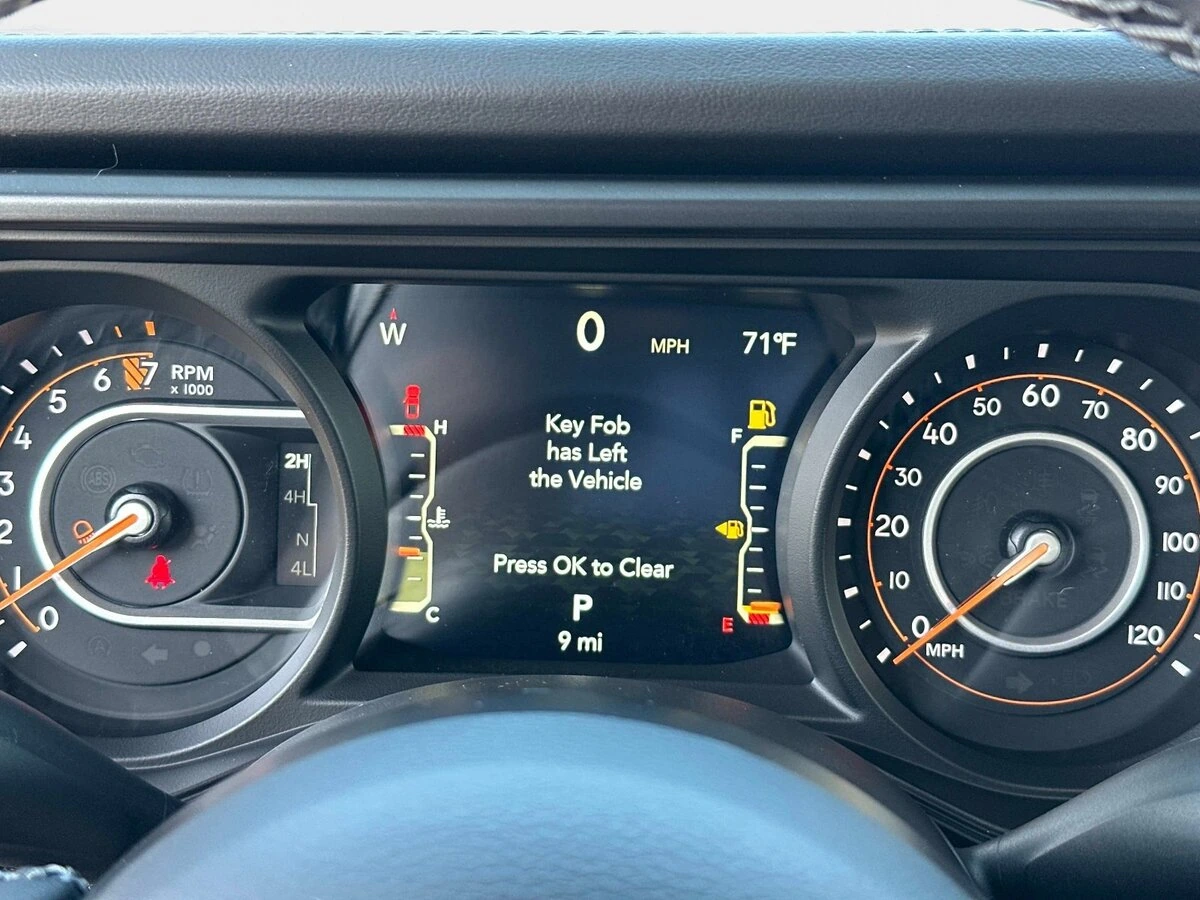 W
0 MPH
71°F
6 7 RPM
x 1000
5
4
3
2
1
0
ABS
2H
4H
N
4L
H
C
Key Fob
has Left
the Vehicle
Press OK to Clear
P
9 mi
F
E
0
10
20
30
40
50
60
70
80
90
100
110
120
MPH